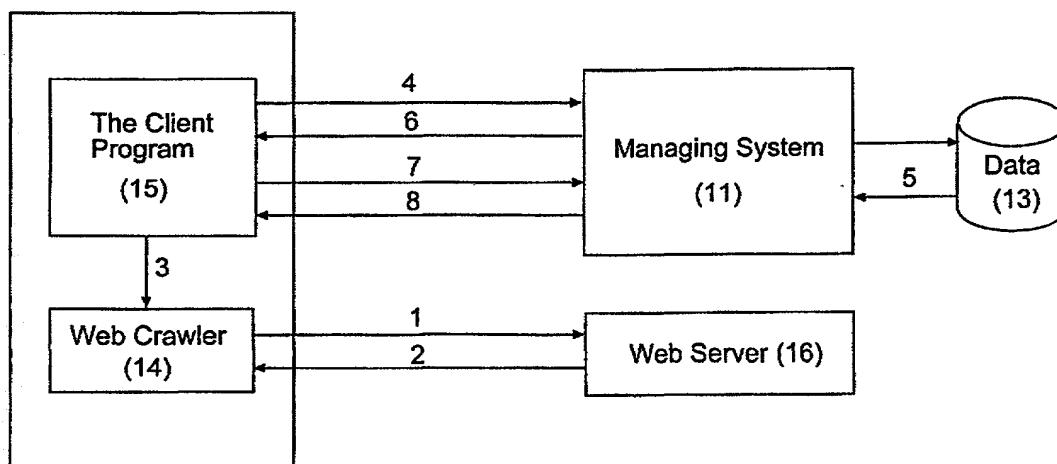 The Client
Program
(15)
4
6
7
8
Managing System
(11)
5
Data
(13)
3
Web Crawler
(14)
1
2
Web Server (16)